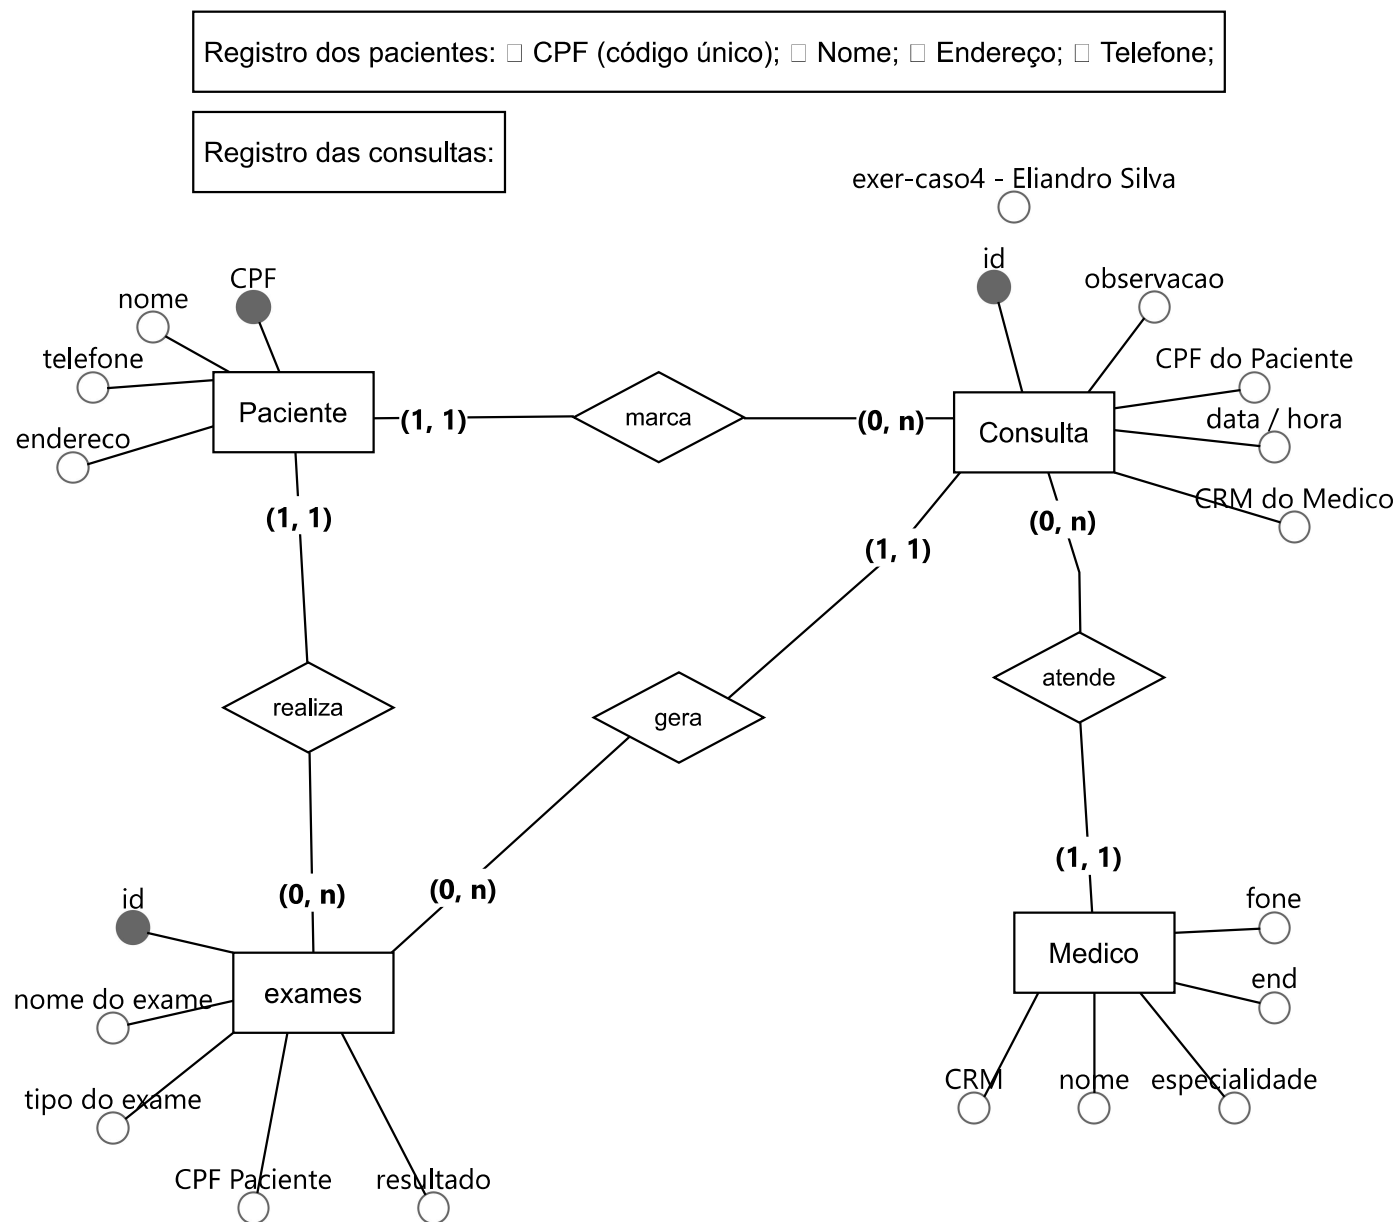 Registro dos pacientes: □ CPF (código único); □ Nome; □ Endereço; □ Telefone;
Registro das consultas:
exer-caso4 - Eliandro Silva
CPF
nome
telefone
endereco
Paciente
(1, 1)
marca
(0, n)
id
observacao
CPF do Paciente
data / hora
CRM do Medico
Consulta
(1, 1)
(1, 1)
(0, n)
realiza
gera
atende
(0, n)
(0, n)
(1, 1)
id
nome do exame
tipo do exame
CPF Paciente
resultado
exames
Medico
fone
end
CRM
nome
especialidade